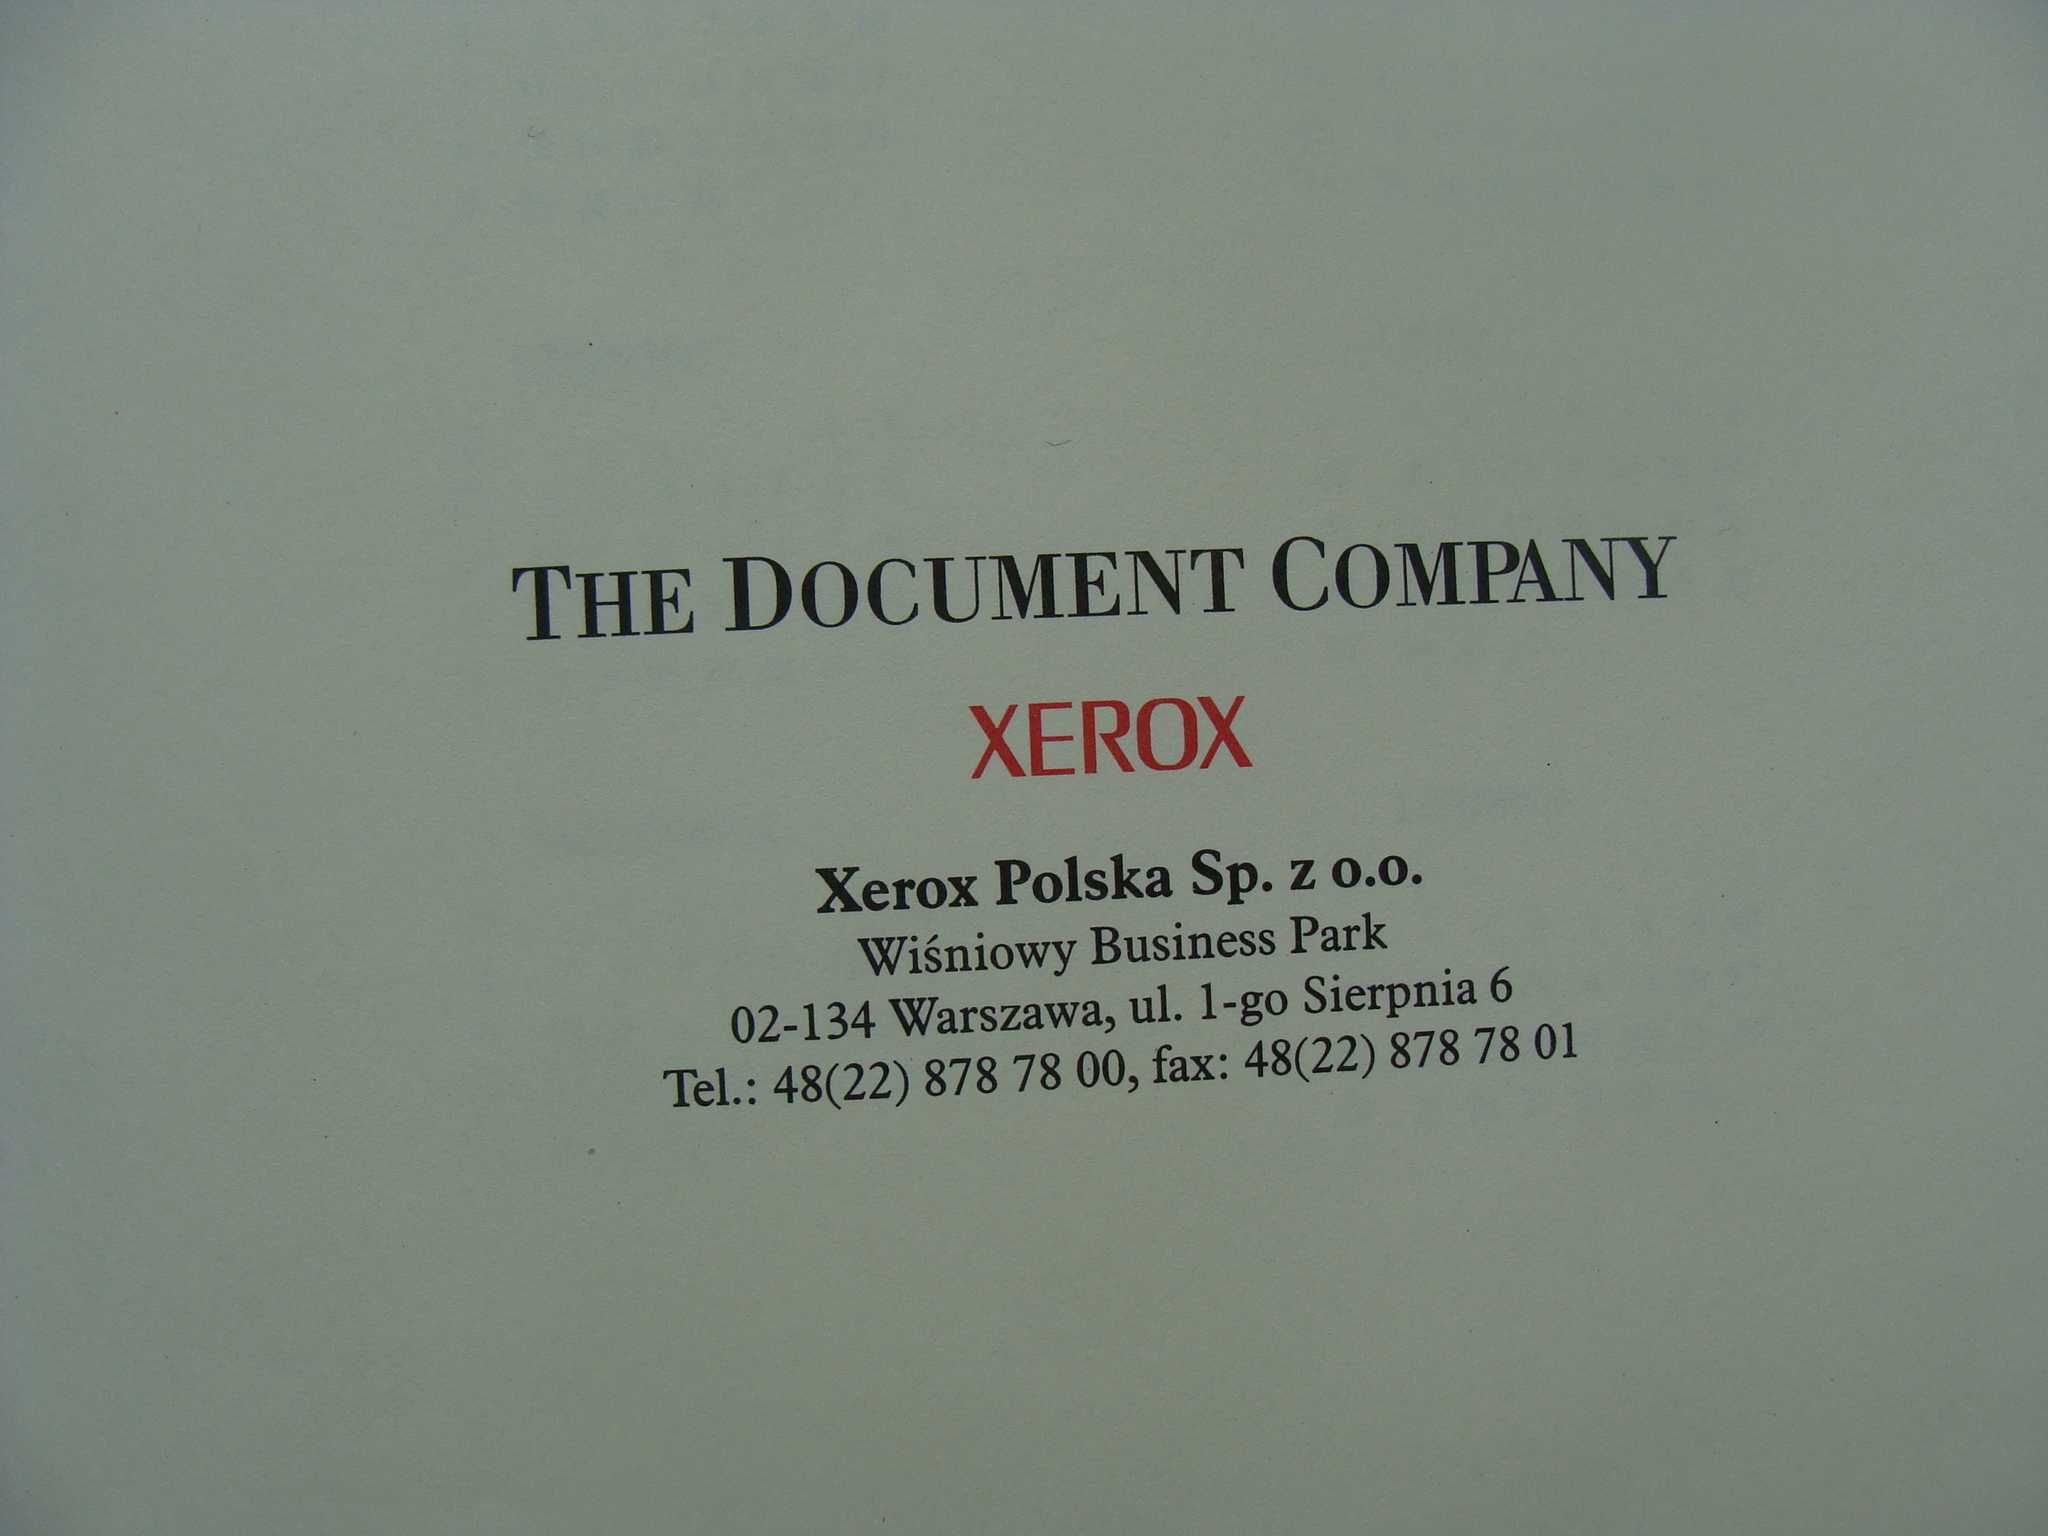 THE DOCUMENT COMPANY
XEROX
Xerox Polska Sp. z o.o.
Wiśniowy Business Park
02-134 Warszawa, ul. 1-go Sierpnia 6
Tel.: 48(22) 878 78 00, fax: 48(22) 878 78 01